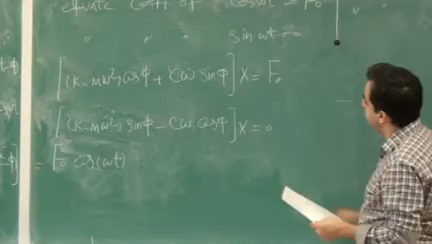 equate coeff of cos ωt = F₀
" " " sin ωt =
[(k-mω²) cos φ + cω sin φ] X = F₀
[(k-mω²) sin φ - cω cos φ] X = 0
= F₀ cos(ωt)